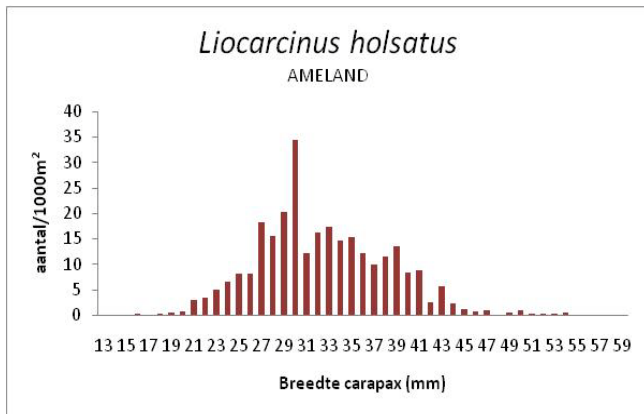 Liocarcinus holsatus
AMELAND
40
35
30
25
20
15
10
5
0
aantal/1000m²
13 15 17 19 21 23 25 27 29 31 33 35 37 39 41 43 45 47 49 51 53 55 57 59
Breedte carapax (mm)